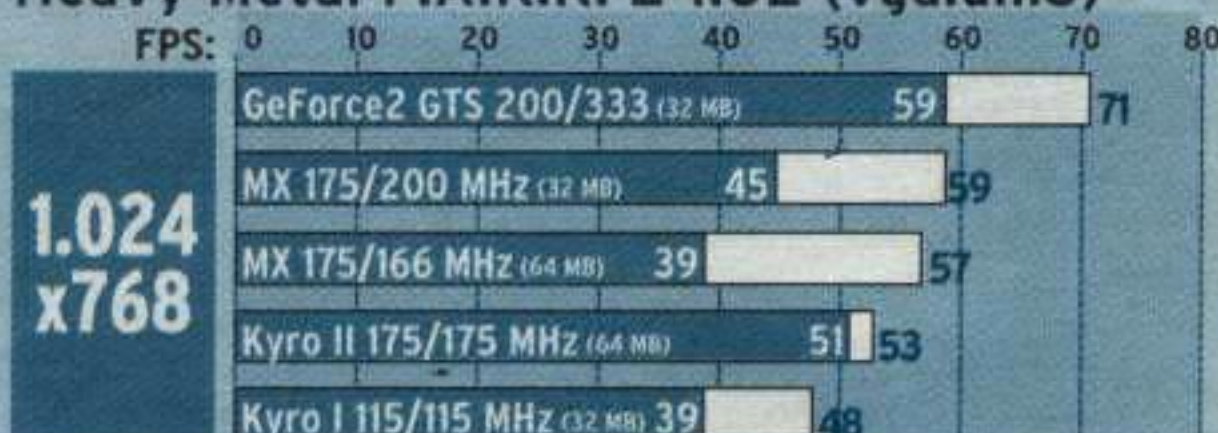 FPS: 0 10 20 30 40 50 60 70 80
GeForce2 GTS 200/333 (32 MB) 59 71
MX 175/200 MHz (32 MB) 45 59
1.024
x768
MX 175/166 MHz (64 MB) 39 57
Kyro II 175/175 MHz (64 MB) 51 53
Kyro I 115/115 MHz (32 MB) 39 48